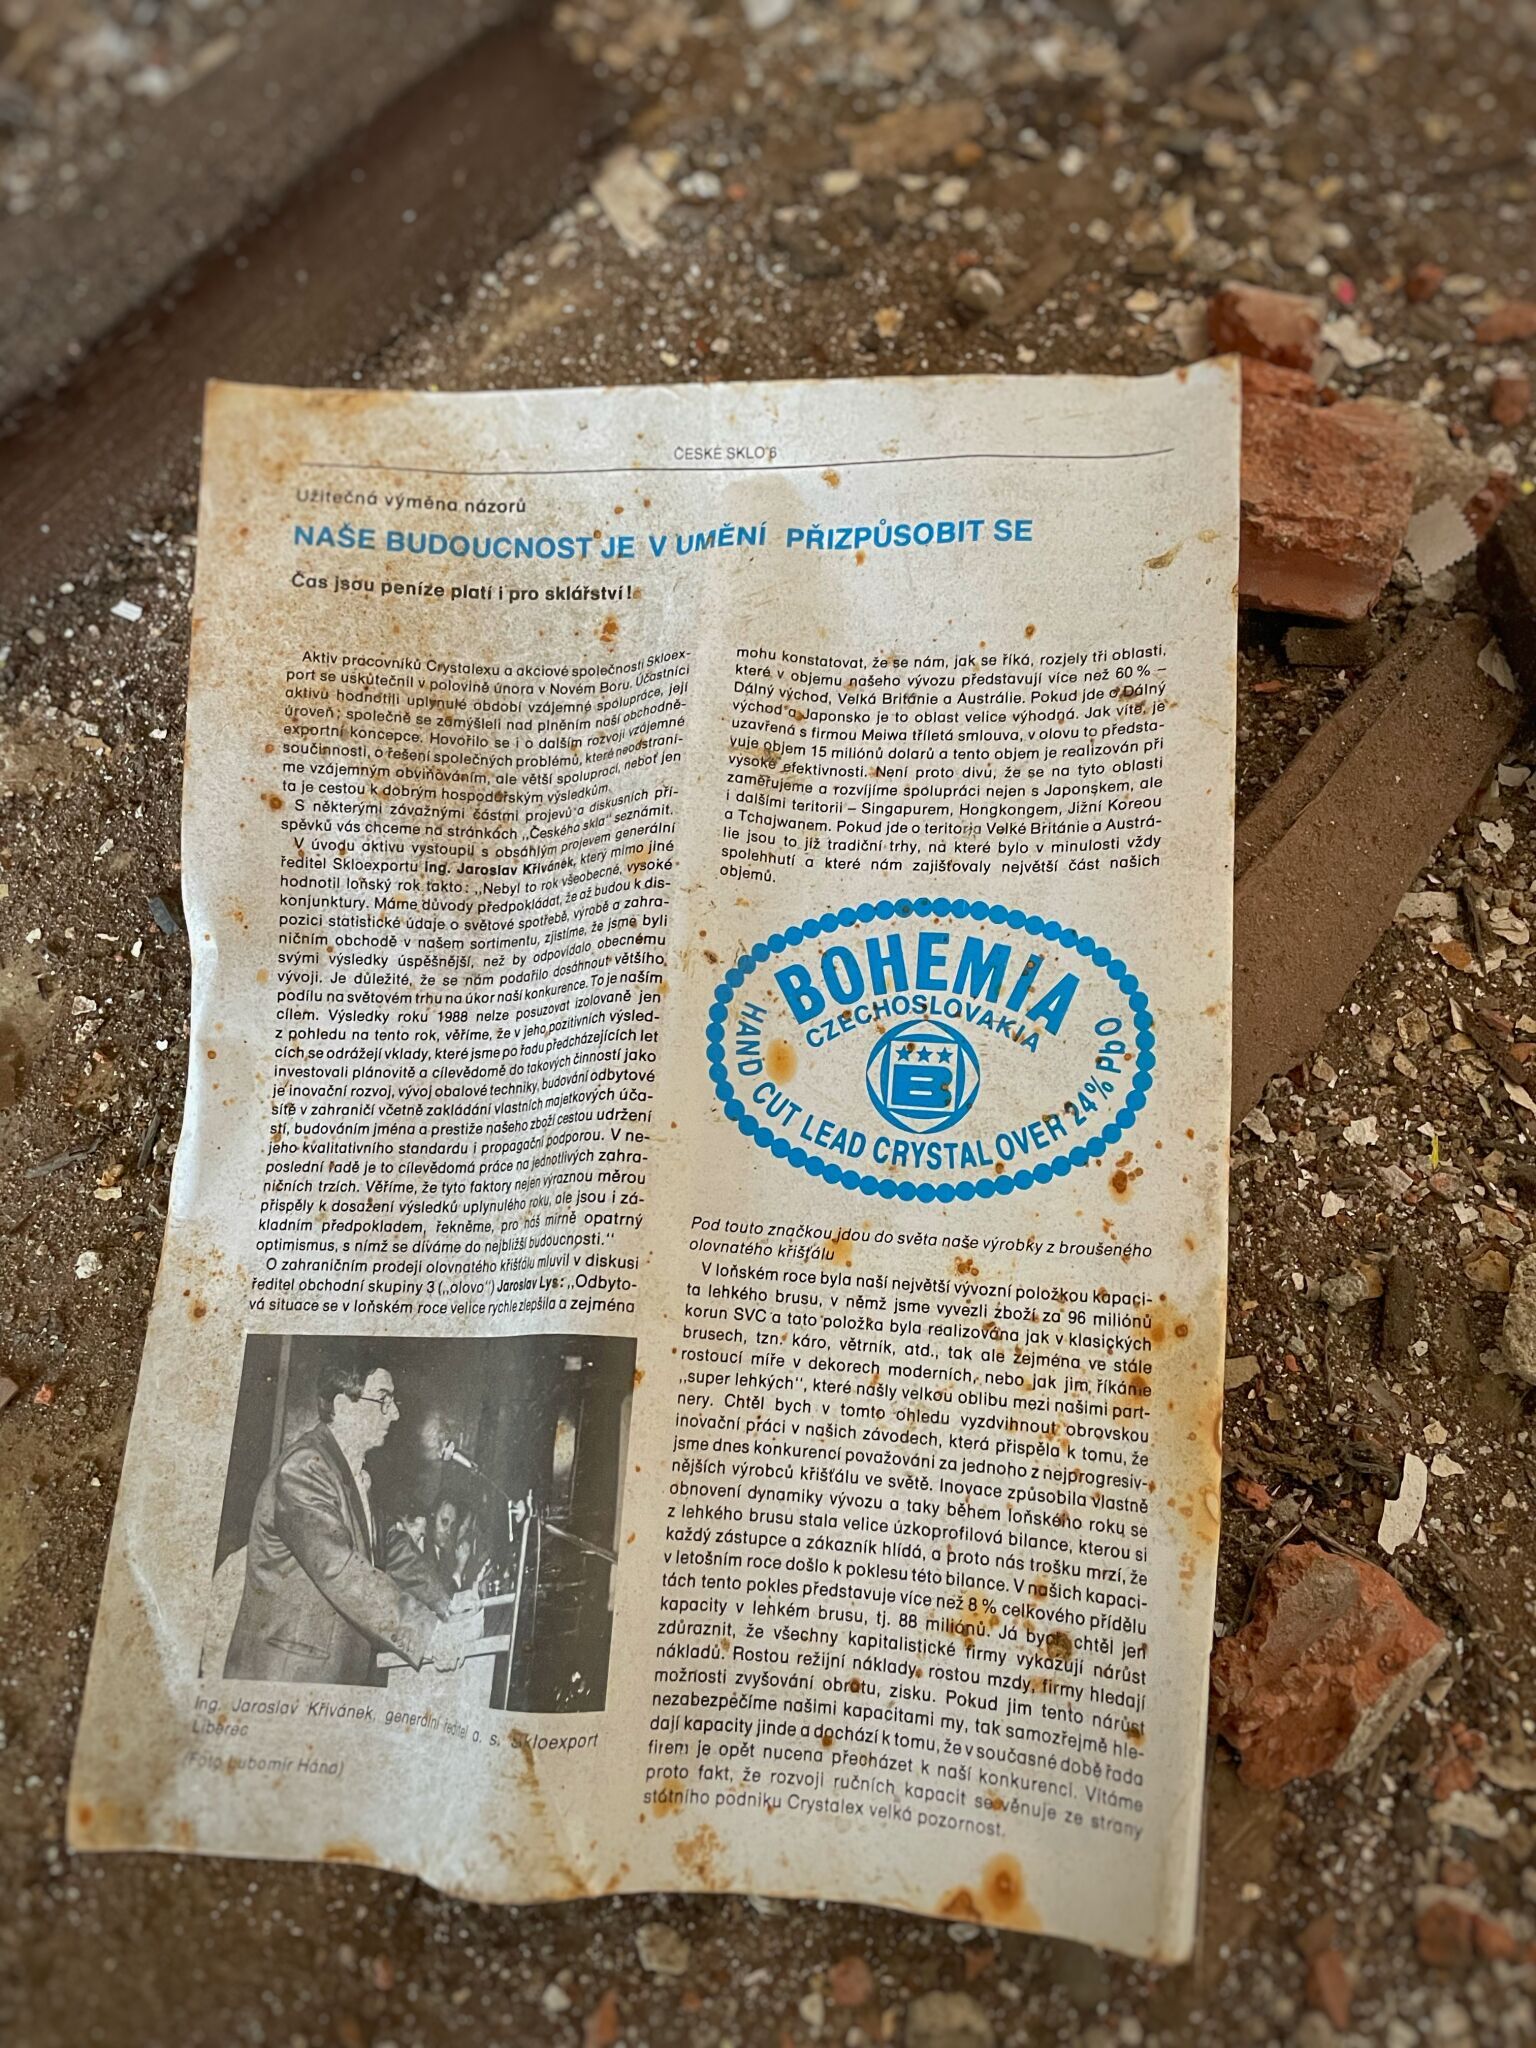 ČESKÉ SKLO 6
Užitečná výměna názorů
NAŠE BUDOUCNOST JE V UMĚNÍ PŘIZPŮSOBIT SE
Čas jsou peníze platí i pro sklářství!
Aktiv pracovníků Crystalexu a akciové společnosti Skloex-
port se uskutečnil v polovině února v Novém Boru. Účastníci
aktivu hodnotili uplynulé období vzájemné spolupráce, její
úroveň; společně se zamýšleli nad plněním naší obchodně-
exportní koncepce. Hovořilo se i o dalším rozvoji vzájemné
součinnosti, o řešení společných problémů, které neodstraní-
me vzájemným obviňováním, ale větší spoluprací, neboť jen
ta je cestou k dobrým hospodářským výsledkům.
S některými závažnými částmi projevů a diskusních pří-
spěvků vás chceme na stránkách „Českého skla“ seznámit.
V úvodu aktivu vystoupil s obsáhlým projevem generální
ředitel Skloexportu Ing. Jaroslav Křivánek, který mimo jiné
hodnotil loňský rok takto: „Nebyl to rok všeobecné, vysoké
konjunktury. Máme důvody předpokládat, že až budou k dis-
pozici statistické údaje o světové spotřebě, výrobě a zahra-
ničním obchodě v našem sortimentu, zjistíme, že jsme byli
svými výsledky úspěšnější, než by odpovídalo obecnému
vývoji. Je důležité, že se nám podařilo dosáhnout většího
podílu na světovém trhu na úkor naší konkurence. To je naším
cílem. Výsledky roku 1988 nelze posuzovat izolovaně jen
z pohledu na tento rok, věříme, že v jeho pozitivních výsled-
cích se odrážejí vklady, které jsme po řadu předcházejících let
investovali plánovitě a cílevědomě do takových činností jako
je inovační rozvoj, vývoj obalové techniky, budování odbytové
sítě v zahraničí včetně zakládání vlastních majetkových úča-
stí, budováním jména a prestiže našeho zboží cestou udržení
jeho kvalitativního standardu i propagační podporou. V ne-
poslední řadě je to cílevědomá práce na jednotlivých zahra-
ničních trzích. Věříme, že tyto faktory nejen výraznou měrou
přispěly k dosažení výsledků uplynulého roku, ale jsou i zá-
kladním předpokladem, řekněme, pro náš mírně opatrný
optimismus, s nímž se díváme do nejbližší budoucnosti.“
O zahraničním prodeji olovnatého křišťálu mluvil v diskusi
ředitel obchodní skupiny 3 („olovo“) Jaroslav Lys: „Odbyto-
vá situace se v loňském roce velice rychle zlepšila a zejména
Ing. Jaroslav Křivánek, generální ředitel a. s. Skloexport
Liberec
(Foto Lubomír Hána)
mohu konstatovat, že se nám, jak se říká, rozjely tři oblasti,
které v objemu našeho vývozu představují více než 60 % –
Dálný východ, Velká Británie a Austrálie. Pokud jde o Dálný
východ a Japonsko je to oblast velice výhodná. Jak víte, je
uzavřena s firmou Meiwa tříletá smlouva, v olovu to předsta-
vuje objem 15 miliónů dolarů a tento objem je realizován při
vysoké efektivnosti. Není proto divu, že se na tyto oblasti
zaměřujeme a rozvíjíme spolupráci nejen s Japonskem, ale
i dalšími teritorii – Singapurem, Hongkongem, Jižní Koreou
a Tchajwanem. Pokud jde o teritoria Velké Británie a Austrá-
lie jsou to již tradiční trhy, na které bylo v minulosti vždy
spolehnutí a které nám zajišťovaly největší část našich
objemů.
BOHEMIA
CZECHOSLOVAKIA
B
HAND CUT LEAD CRYSTAL OVER 24% PbO
Pod touto značkou jdou do světa naše výrobky z broušeného
olovnatého křišťálu
V loňském roce byla naší největší vývozní položkou kapaci-
ta lehkého brusu, v němž jsme vyvezli zboží za 96 miliónů
korun SVC a tato položka byla realizována jak v klasických
brusech, tzn. káro, větrník, atd., tak ale zejména ve stále
rostoucí míře v dekorech moderních, nebo jak jim říkáme
„super lehkých“, které našly velkou oblibu mezi našimi part-
nery. Chtěl bych v tomto ohledu vyzdvihnout obrovskou
inovační práci v našich závodech, která přispěla k tomu, že
jsme dnes konkurencí považováni za jednoho z nejprogresiv-
nějších výrobců křišťálu ve světě. Inovace způsobila vlastně
obnovení dynamiky vývozu a taky během loňského roku se
z lehkého brusu stala velice úzkoprofilová bilance, kterou si
každý zástupce a zákazník hlídá, a proto nás trošku mrzí, že
v letošním roce došlo k poklesu této bilance. V našich kapaci-
tách tento pokles představuje více než 8 % celkového přídělu
kapacity v lehkém brusu, tj. 88 miliónů. Já bych chtěl jen
zdůraznit, že všechny kapitalistické firmy vykazují nárůst
nákladů. Rostou režijní náklady, rostou mzdy, firmy hledají
možnosti zvyšování obratu, zisku. Pokud jim tento nárůst
nezabezpečíme našimi kapacitami my, tak samozřejmě hle-
dají kapacity jinde a dochází k tomu, že v současné době řada
firem je opět nucena přecházet k naší konkurenci. Vítáme
proto fakt, že rozvoji ručních kapacit se věnuje ze strany
státního podniku Crystalex velká pozornost.